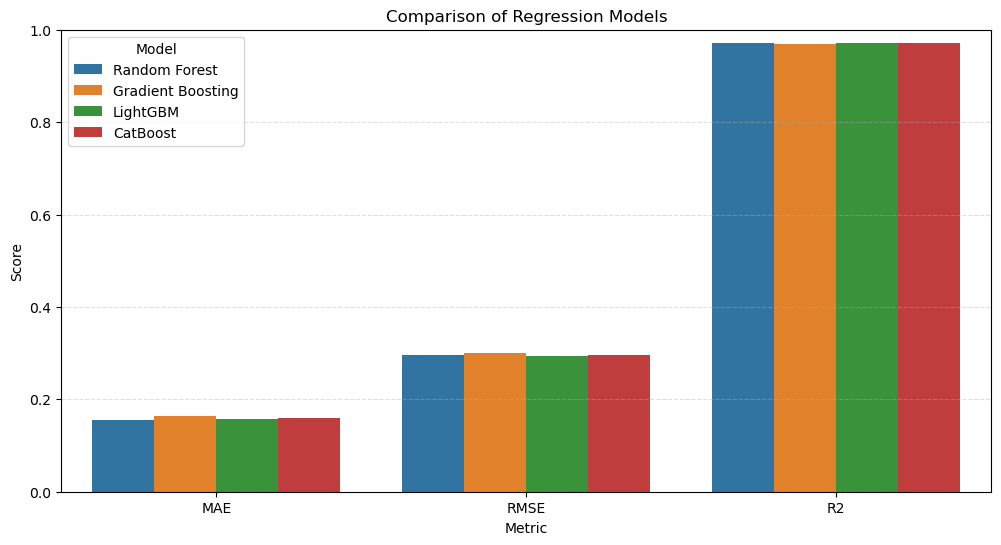 Comparison of Regression Models
Model
Random Forest
Gradient Boosting
LightGBM
CatBoost
Score
1.0
0.8
0.6
0.4
0.2
0.0
MAE
RMSE
R2
Metric